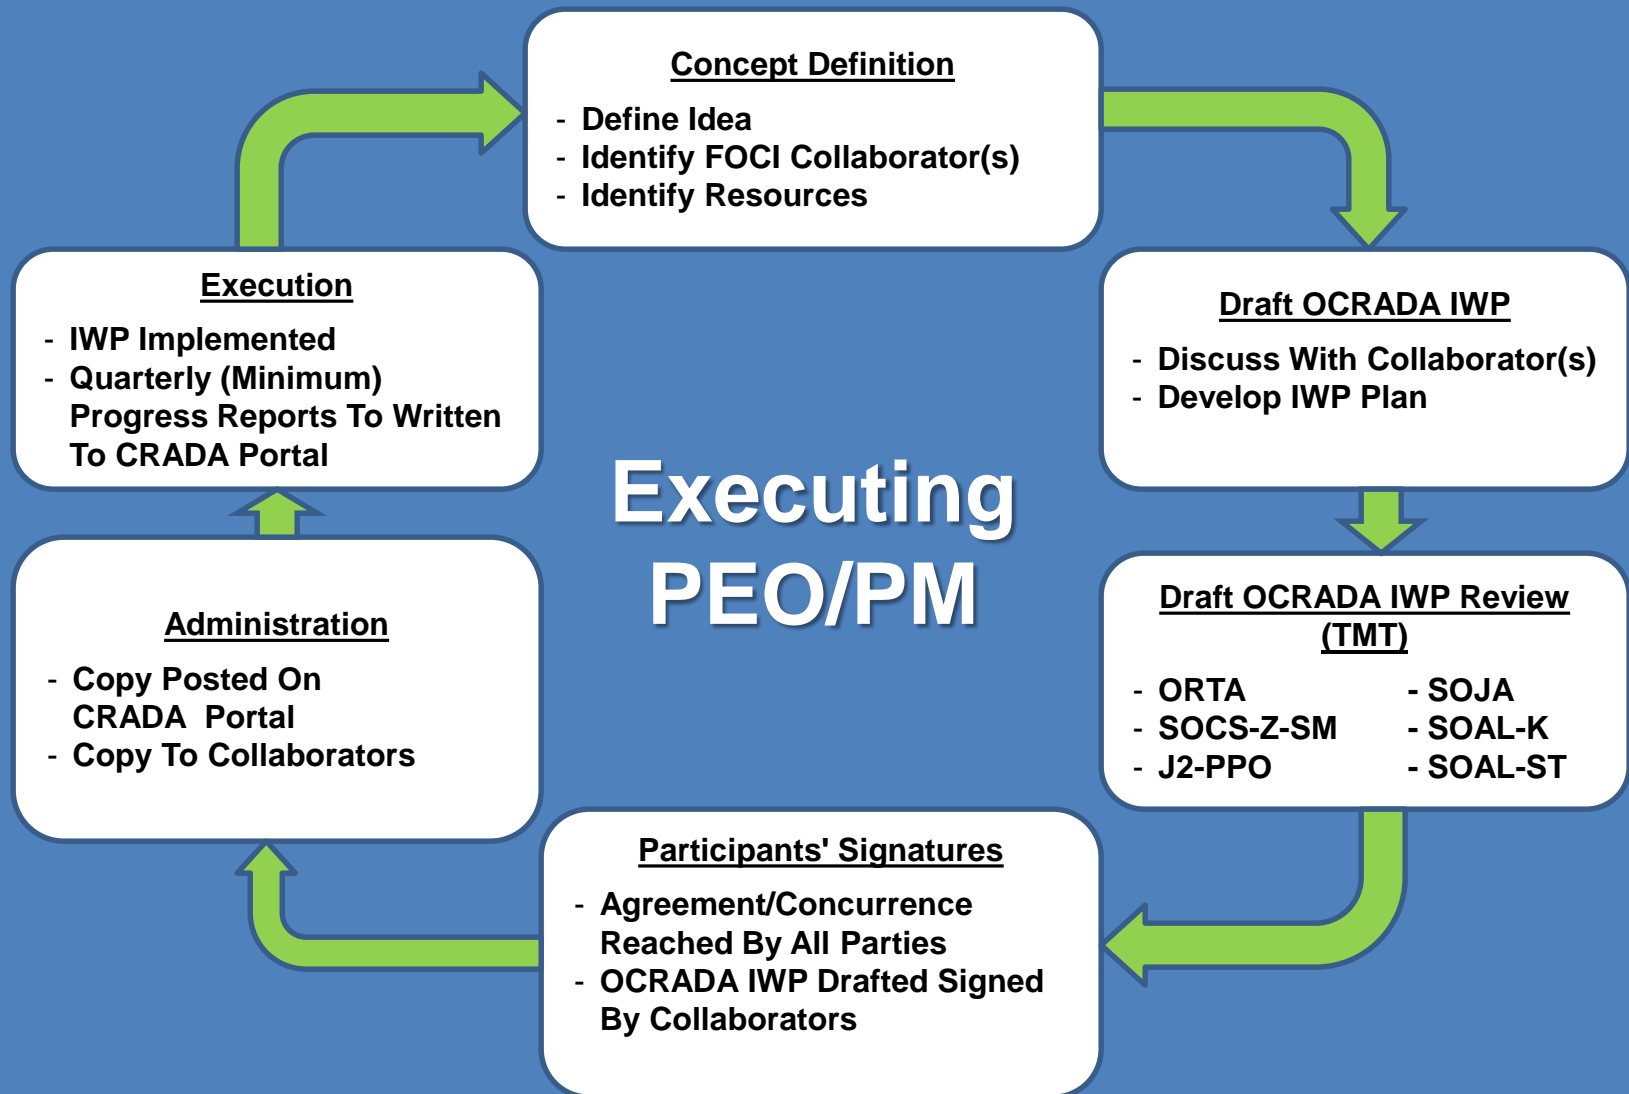 Concept Definition
- Define Idea
- Identify FOCI Collaborator(s)
- Identify Resources
Draft OCRADA IWP
- Discuss With Collaborator(s)
- Develop IWP Plan
Draft OCRADA IWP Review
(TMT)
- ORTA - SOJA
- SOCS-Z-SM - SOAL-K
- J2-PPO - SOAL-ST
Participants' Signatures
- Agreement/Concurrence
Reached By All Parties
- OCRADA IWP Drafted Signed
By Collaborators
Administration
- Copy Posted On
CRADA Portal
- Copy To Collaborators
Execution
- IWP Implemented
- Quarterly (Minimum)
Progress Reports To Written
To CRADA Portal
Executing
PEO/PM